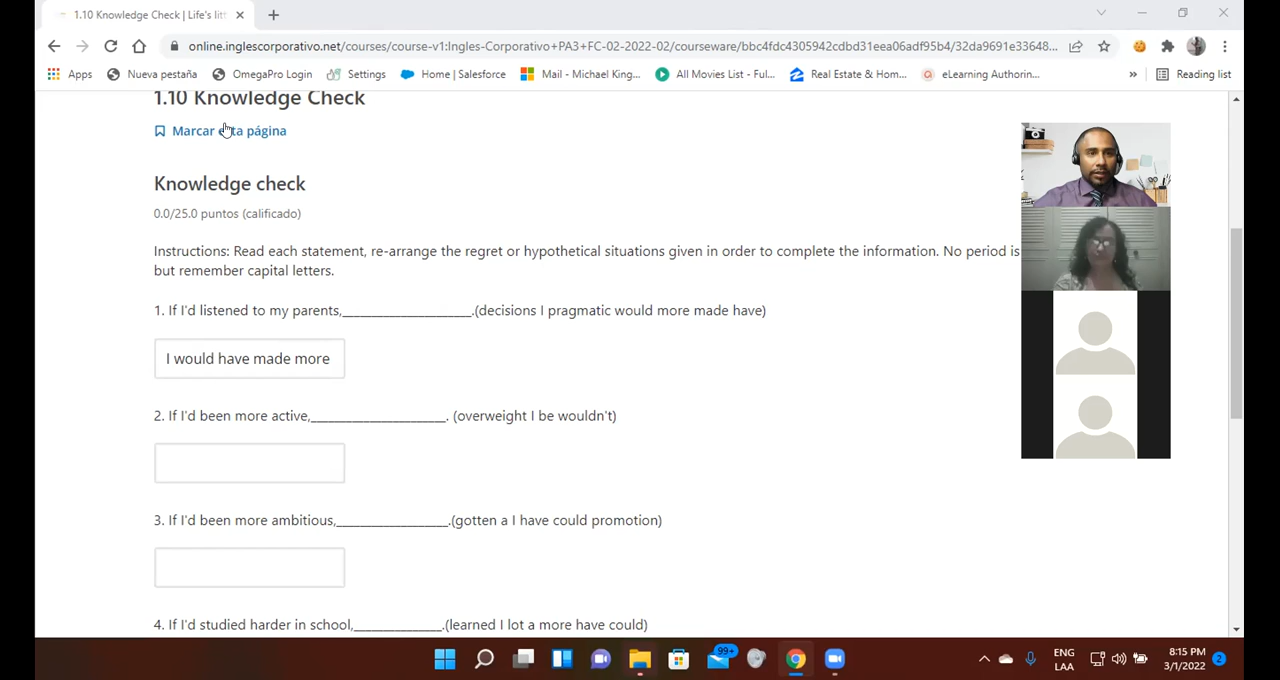 1.10 Knowledge Check | Life's litt
online.inglescorporativo.net/courses/course-v1:Ingles-Corporativo+PA3+FC-02-2022-02/courseware/bbc4fdc4305942cdbd31eea06adf95b4/32da9691e33648...
Apps Nueva pestaña OmegaPro Login Settings Home | Salesforce Mail - Michael King... All Movies List - Ful... Real Estate & Hom... eLearning Authorin... » Reading list
1.10 Knowledge Check
Marcar esta página
Knowledge check
0.0/25.0 puntos (calificado)
Instructions: Read each statement, re-arrange the regret or hypothetical situations given in order to complete the information. No period is
but remember capital letters.
1. If I'd listened to my parents,____________________.(decisions I pragmatic would more made have)
I would have made more
2. If I'd been more active,_____________________. (overweight I be wouldn't)
3. If I'd been more ambitious,_________________.(gotten a I have could promotion)
4. If I'd studied harder in school,_____________.(learned I lot a more have could)
99+
ENG
LAA
8:15 PM
3/1/2022
2